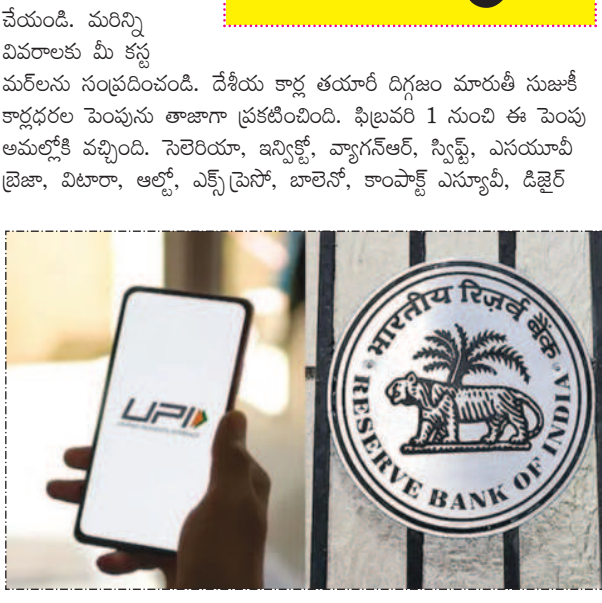 చేయండి. మరిన్ని
వివరాలకు మీ కస్ట
మర్‌లను సంప్రదించండి. దేశీయ కార్ల తయారీ దిగ్గజం మారుతీ సుజుకీ
కార్లధరల పెంపును తాజాగా ప్రకటించింది. ఫిబ్రవరి 1 నుంచి ఈ పెంపు
అమల్లోకి వచ్చింది. సెలెరియా, ఇన్విక్టో, వ్యాగన్ఆర్, స్విఫ్ట్, ఎసయూవీ
బ్రెజా, విటారా, ఆల్టో, ఎక్స్‌ప్రెసో, బాలెనో, కాంపాక్ట్ ఎస్యూవీ, డిజైర్
UPI
भारतीय रिज़र्व बैंक
RESERVE BANK OF INDIA